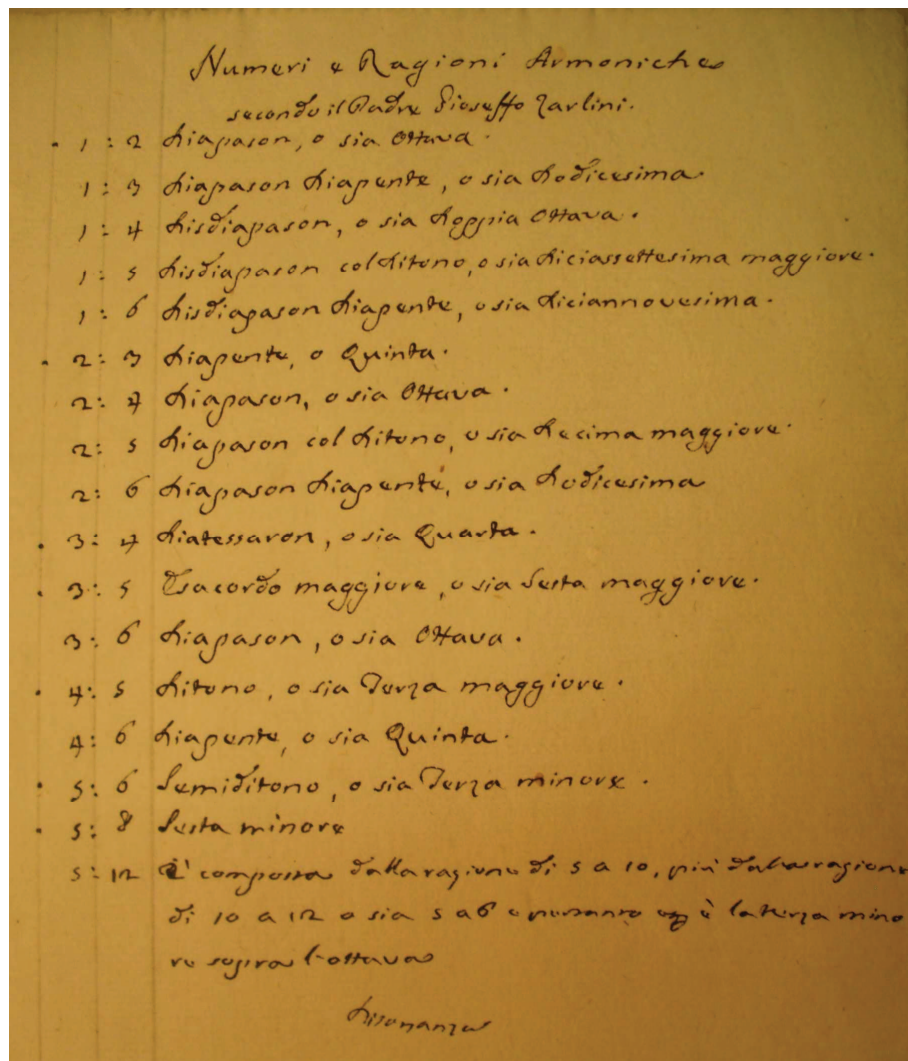 Numeri e Ragioni Armoniche
secondo il Padre Gioseffo Zarlini.
· 1 : 2 Diapason, o sia Ottava.
1 : 3 Diapason Diapente, o sia Dodicesima.
1 : 4 Disdiapason, o sia Doppia Ottava.
1 : 5 Disdiapason col Ditono, o sia Diciassettesima maggiore.
1 : 6 Disdiapason Diapente, o sia Diciannovesima.
· 2 : 3 Diapente, o Quinta.
2 : 4 Diapason, o sia Ottava.
2 : 5 Diapason col Ditono, o sia Decima maggiore.
2 : 6 Diapason Diapente, o sia Dodicesima
· 3 : 4 Diatessaron, o sia Quarta.
· 3 : 5 Esacordo maggiore, o sia Sesta maggiore.
3 : 6 Diapason, o sia Ottava.
· 4 : 5 Ditono, o sia Terza maggiore.
4 : 6 Diapente, o sia Quinta.
· 5 : 6 Semiditono, o sia Terza minore.
· 5 : 8 Sesta minore
5 : 12 È composta dalla ragione di 5 a 10, più dalla ragione
di 10 a 12 o sia 5 a 6 e è la terza mino
re sopra l'ottava
Disonanza